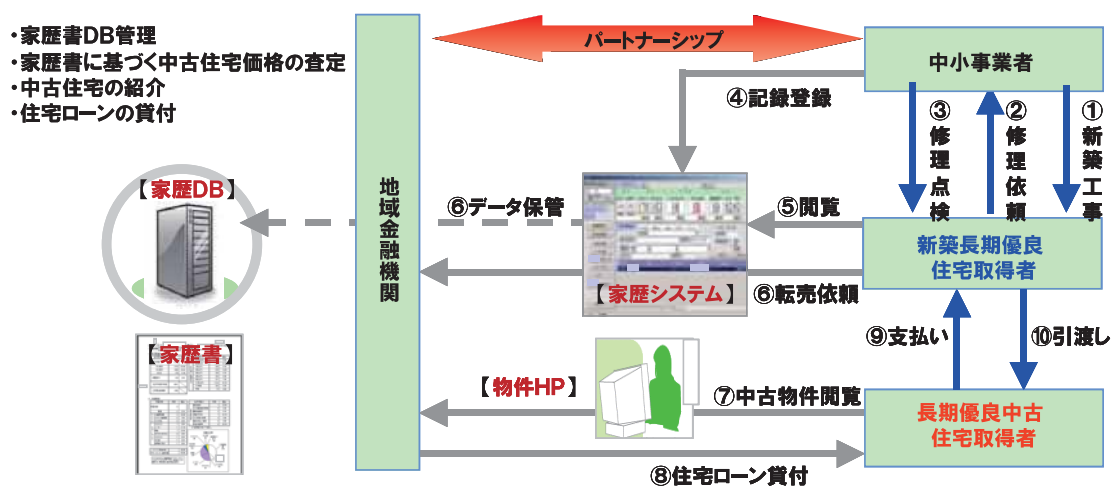 ・家歴書DB管理
・家歴書に基づく中古住宅価格の査定
・中古住宅の紹介
・住宅ローンの貸付
パートナーシップ
中小事業者
④記録登録
③修理点検
②修理依頼
①新築工事
【家歴DB】
地域金融機関
⑥データ保管
⑤閲覧
新築長期優良
住宅取得者
【家歴システム】
⑥転売依頼
【家歴書】
⑨支払い
⑩引渡し
【物件HP】
⑦中古物件閲覧
長期優良中古
住宅取得者
⑧住宅ローン貸付